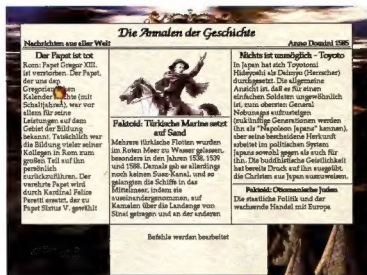 Die Annalen der Geschichte
Nachrichten aus aller Welt
Anno Domini 1585
Der Papst ist tot
Rom: Papst Gregor XIII.
ist verstorben. Der Papst,
der uns den
Gregorianischen
Kalender (mit
Schaltjahren), war vor
allem für seine
Leistungen auf dem
Gebiet der Bildung
bekannt. Tatsächlich war
die Bildung vieler seiner
Kollegen in Rom zum
großen Teil auf ihn
persönlich
zurückzuführen. Der
verehrte Papst wird
durch Kardinal Felice
Peretti ersetzt, der zu
Papst Sixtus V. gewählt
Faktoid: Türkische Marine setzt
auf Sand
Mehrere türkische Flotten wurden
im Roten Meer zu Wasser gelassen,
besonders in den Jahren 1538, 1539
und 1588. Damals gab es allerdings
noch keinen Suez-Kanal, und so
gelangten die Schiffe in das
Mittelmeer, indem sie
auseinandergenommen, auf
Kamelen über die Landenge von
Sinai getragen und an der anderen
Nichts ist unmöglich - Toyoto
In Japan hat sich Toyotomi
Hideyoshi als Daimyo (Herrscher)
durchgesetzt. Die allgemeine
Ansicht ist, daß es für einen
einfachen Soldaten ungewöhnlich
ist, zum obersten General
Nobunagas aufzusteigen
(zukünftige Generationen werden
ihn als "Napoleon Japans" kennen),
aber seine bescheidene Herkunft
arbeitet im politischen System
Japans sowohl gegen als auch für
ihn. Die buddhistische Geistlichkeit
hat bereits Druck auf ihn ausgeübt,
die Christen aus Japan auszuweisen.
Faktoid: Ottomanische Juden
Die staatliche Politik und der
wachsende Handel mit Europa
Befehle werden bearbeitet